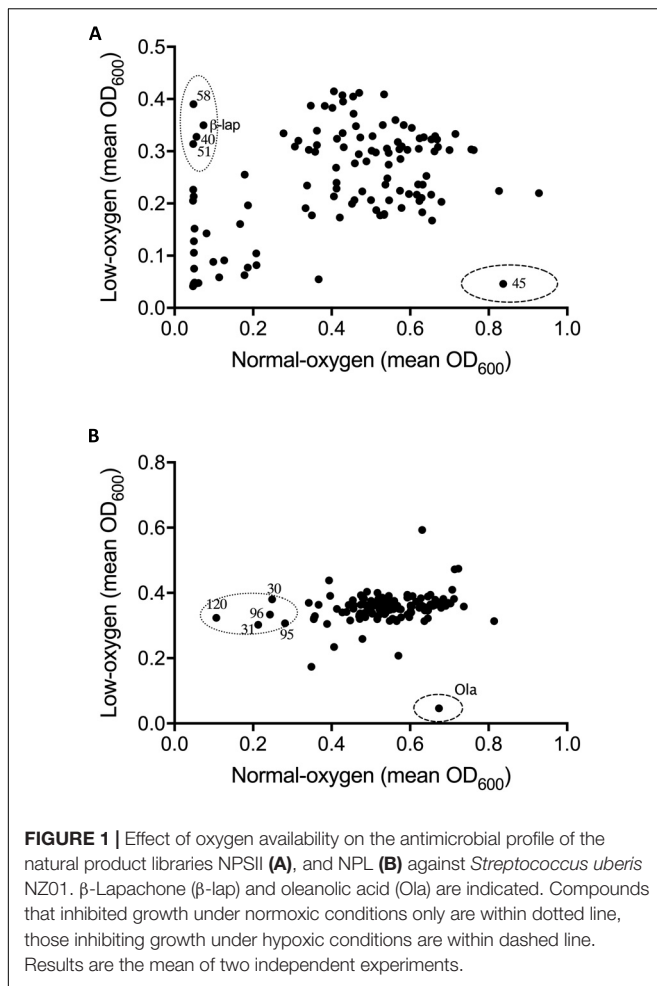 A
0.5
0.4
0.3
0.2
0.1
0.0
Low-oxygen (mean OD600)
58
β-lap
40
51
45
0.0 0.2 0.4 0.6 0.8 1.0
Normal-oxygen (mean OD600)
B
0.8
0.6
0.4
0.2
0.0
Low-oxygen (mean OD600)
120
30
96
31
95
Ola
0.0 0.2 0.4 0.6 0.8 1.0
Normal-oxygen (mean OD600)
FIGURE 1 | Effect of oxygen availability on the antimicrobial profile of the
natural product libraries NPSII (A), and NPL (B) against Streptococcus uberis
NZ01. β-Lapachone (β-lap) and oleanolic acid (Ola) are indicated. Compounds
that inhibited growth under normoxic conditions only are within dotted line,
those inhibiting growth under hypoxic conditions are within dashed line.
Results are the mean of two independent experiments.